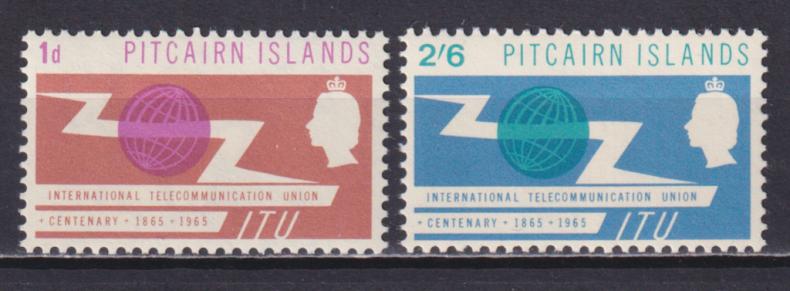 1d PITCAIRN ISLANDS
INTERNATIONAL TELECOMMUNICATION UNION
+ CENTENARY + 1865 + 1965 ITU
2/6 PITCAIRN ISLANDS
INTERNATIONAL TELECOMMUNICATION UNION
+ CENTENARY + 1865 + 1965 ITU